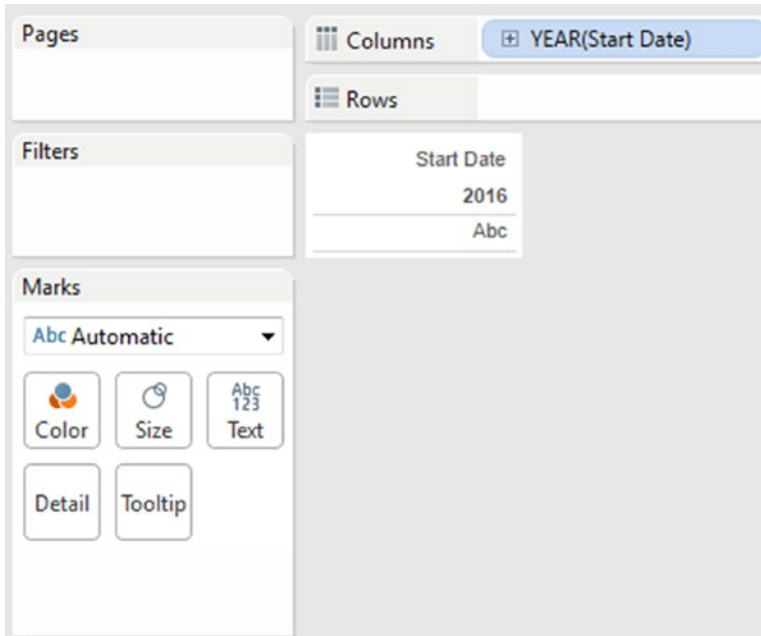 Pages
Columns
YEAR(Start Date)
Rows
Filters
Start Date
2016
Abc
Marks
Abc Automatic
Color
Size
Abc
123
Text
Detail
Tooltip